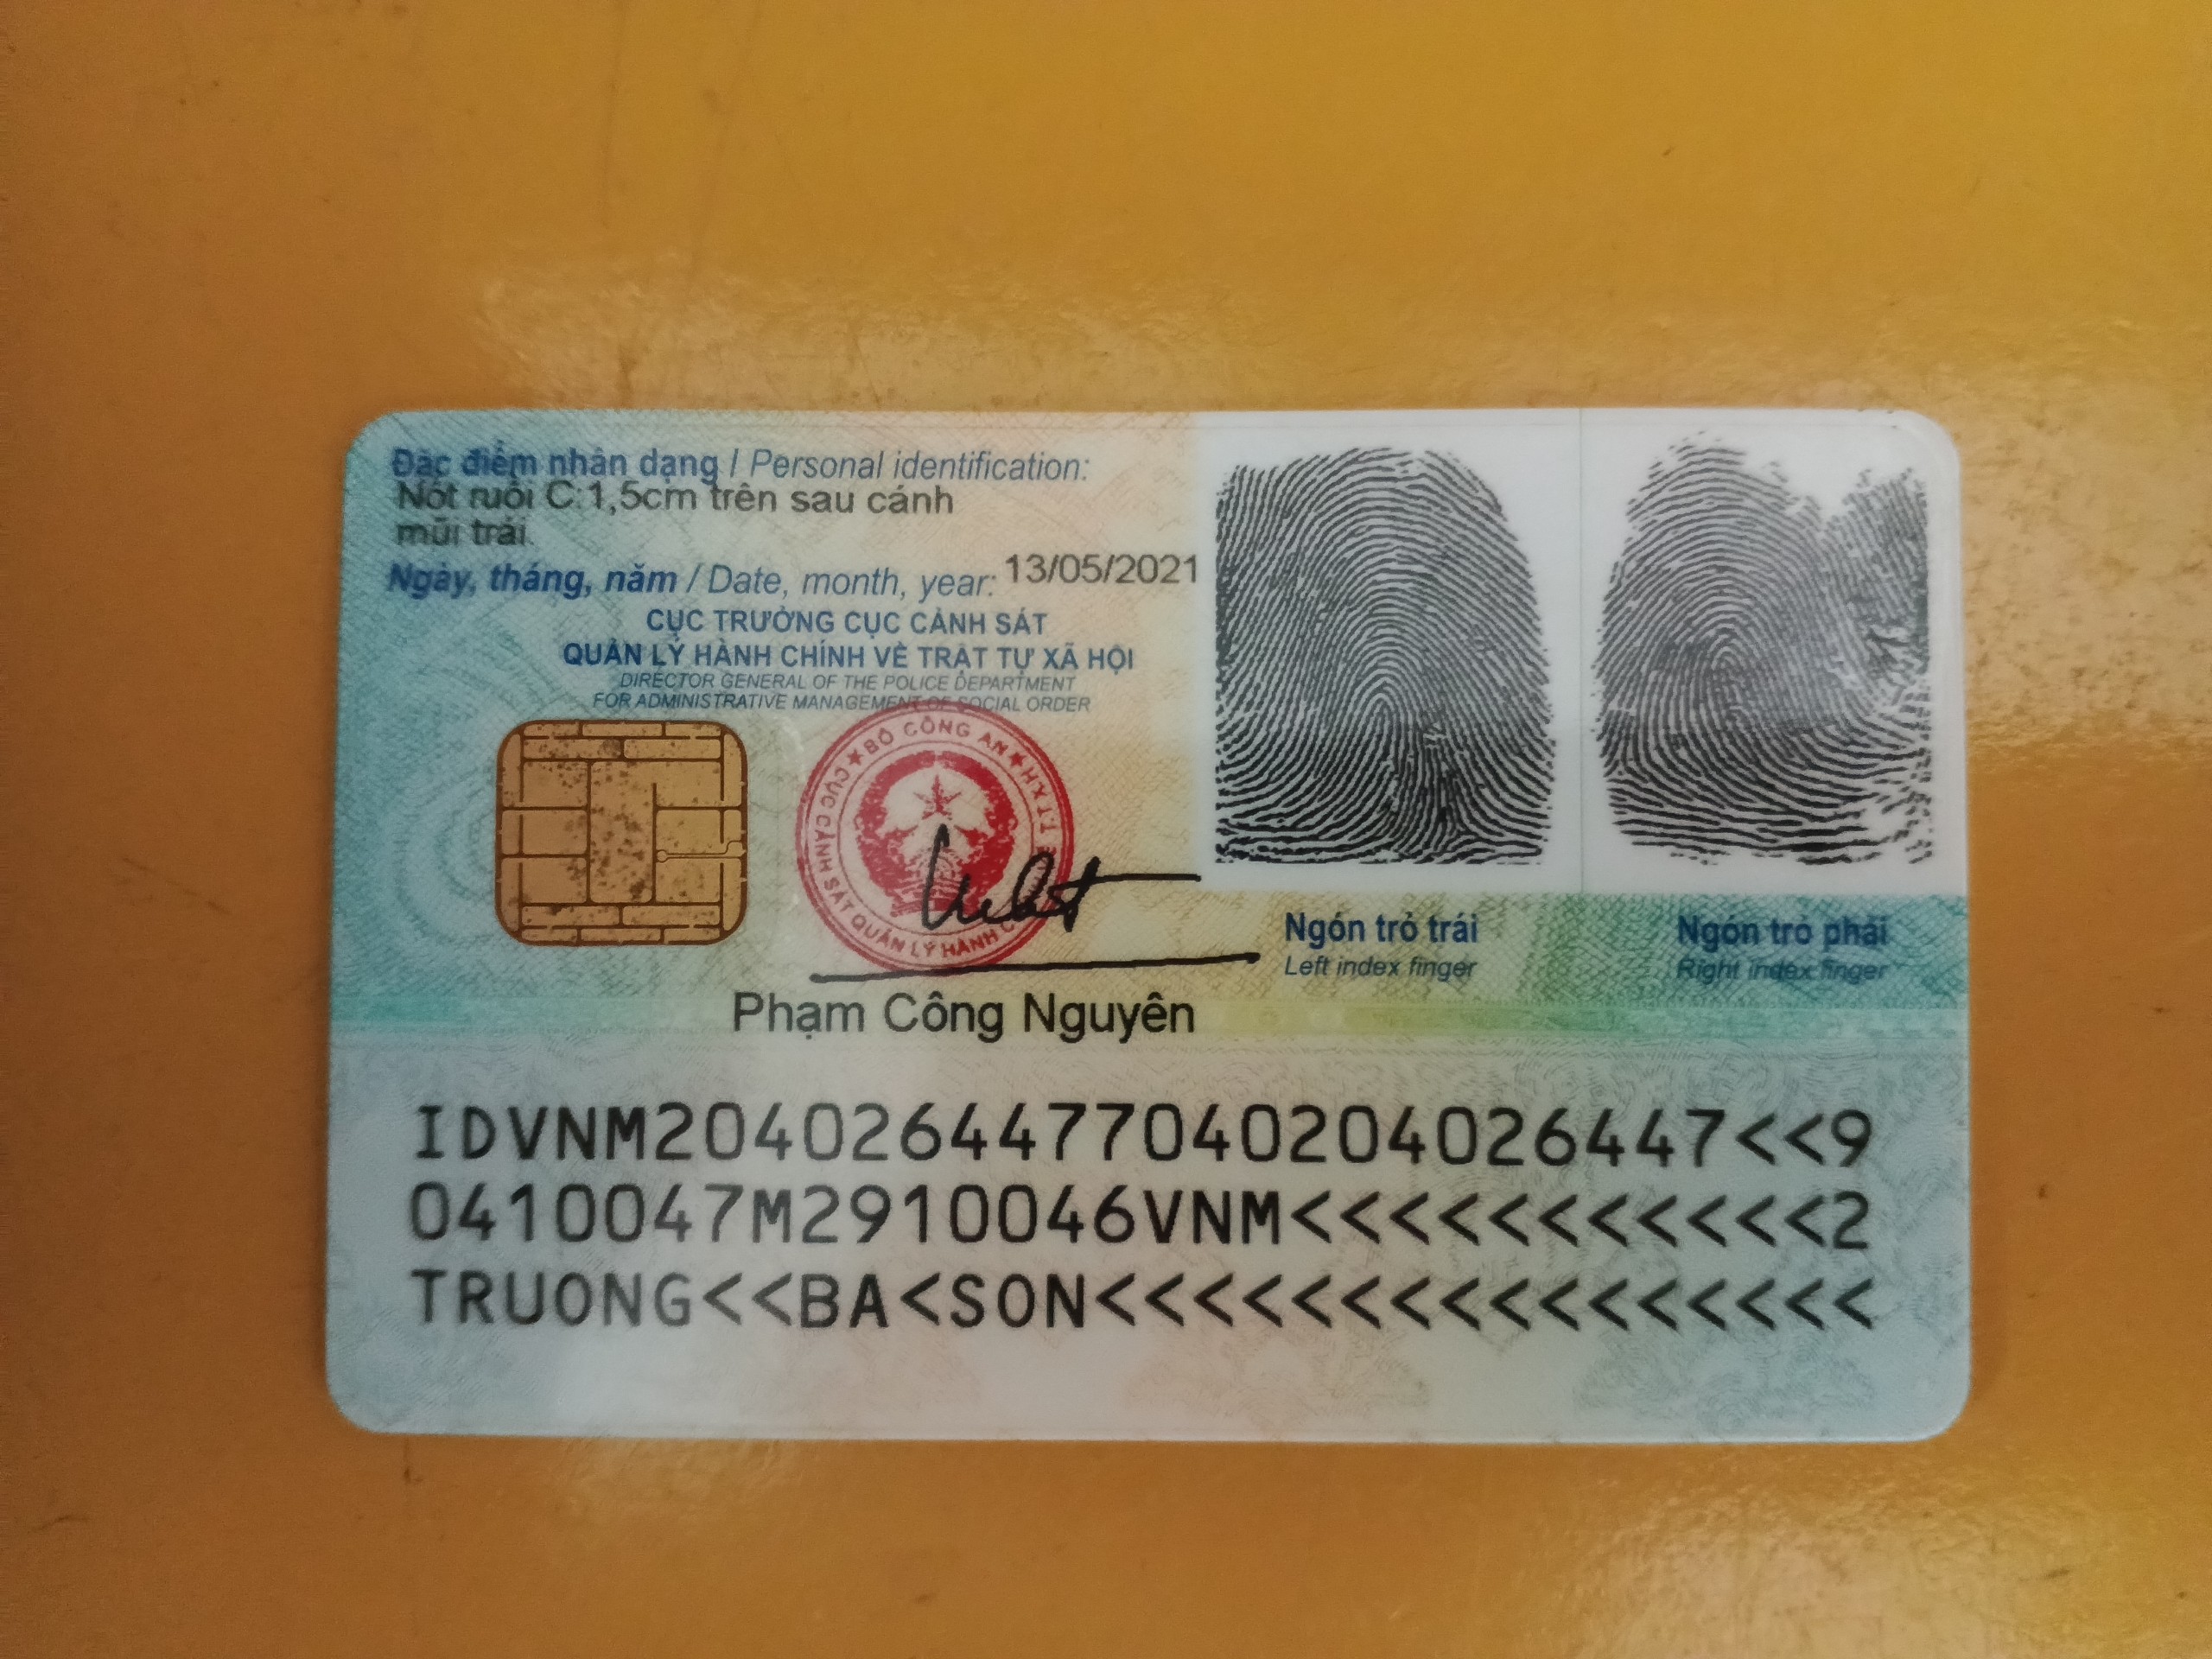 Đặc điểm nhân dạng / Personal identification:
Nốt ruồi C:1,5cm trên sau cánh
mũi trái.
Ngày, tháng, năm / Date, month, year: 13/05/2021
CỤC TRƯỞNG CỤC CẢNH SÁT
QUẢN LÝ HÀNH CHÍNH VỀ TRẬT TỰ XÃ HỘI
DIRECTOR GENERAL OF THE POLICE DEPARTMENT
FOR ADMINISTRATIVE MANAGEMENT OF SOCIAL ORDER
BỘ CÔNG AN
CỤC CẢNH SÁT QUẢN LÝ HÀNH
Phạm Công Nguyên
Ngón trỏ trái
Left index finger
Ngón trỏ phải
Right index finger
IDVNM2040264477040204026447<<9
0410047M2910046VNM<<<<<<<<<<<2
TRUONG<<BA<SON<<<<<<<<<<<<<<<<